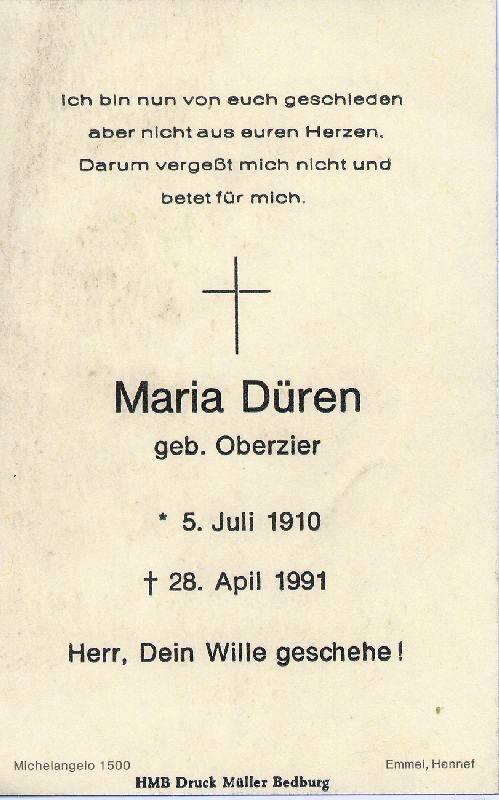 Ich bin nun von euch geschieden
aber nicht aus euren Herzen.
Darum vergeßt mich nicht und
betet für mich.
Maria Düren
geb. Oberzier
* 5. Juli 1910
† 28. April 1991
Herr, Dein Wille geschehe!
Michelangelo 1500
Emmel, Hennef
HMB Druck Müller Bedburg